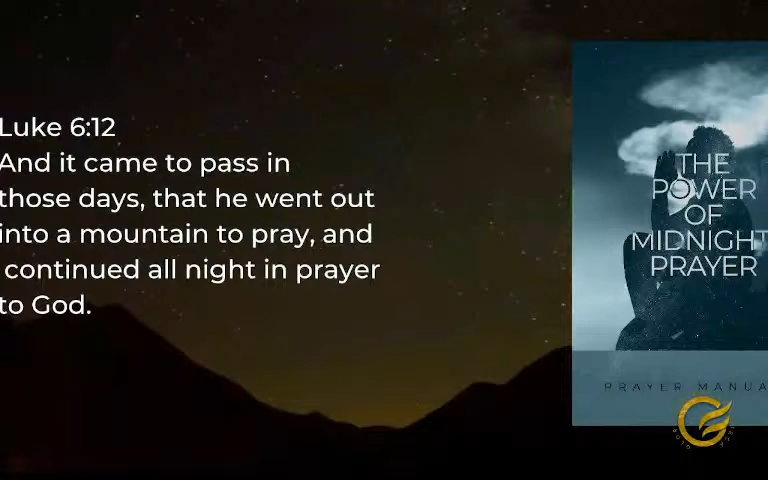 Luke 6:12
And it came to pass in
those days, that he went out
into a mountain to pray, and
continued all night in prayer
to God.
THE
POWER
OF
MIDNIGHT
PRAYER
PRAYER MANUA